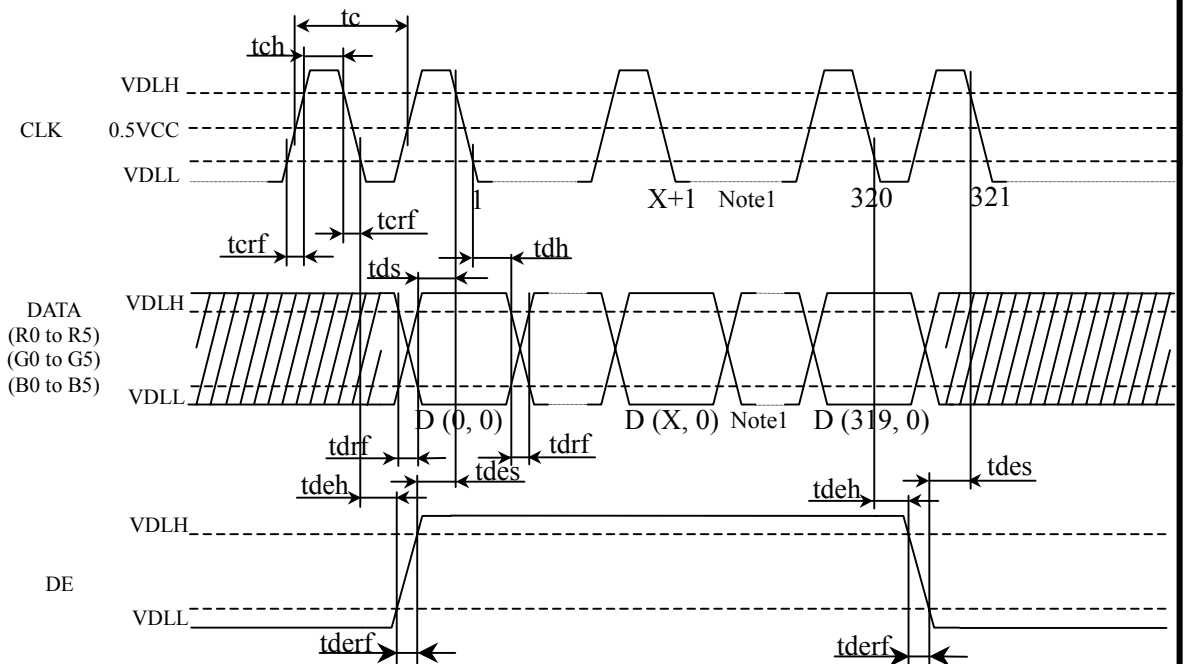 tc
tch
VDLH
CLK 0.5VCC
VDLL
1 X+1 Note1 320 321
tcrf tcrf
tds tdh
DATA VDLH
(R0 to R5)
(G0 to G5)
(B0 to B5)
VDLL
D (0, 0) D (X, 0) Note1 D (319, 0)
tdrf tdrf
tdes tdes
tdeh tdeh
VDLH
DE
VDLL
tderf tderf